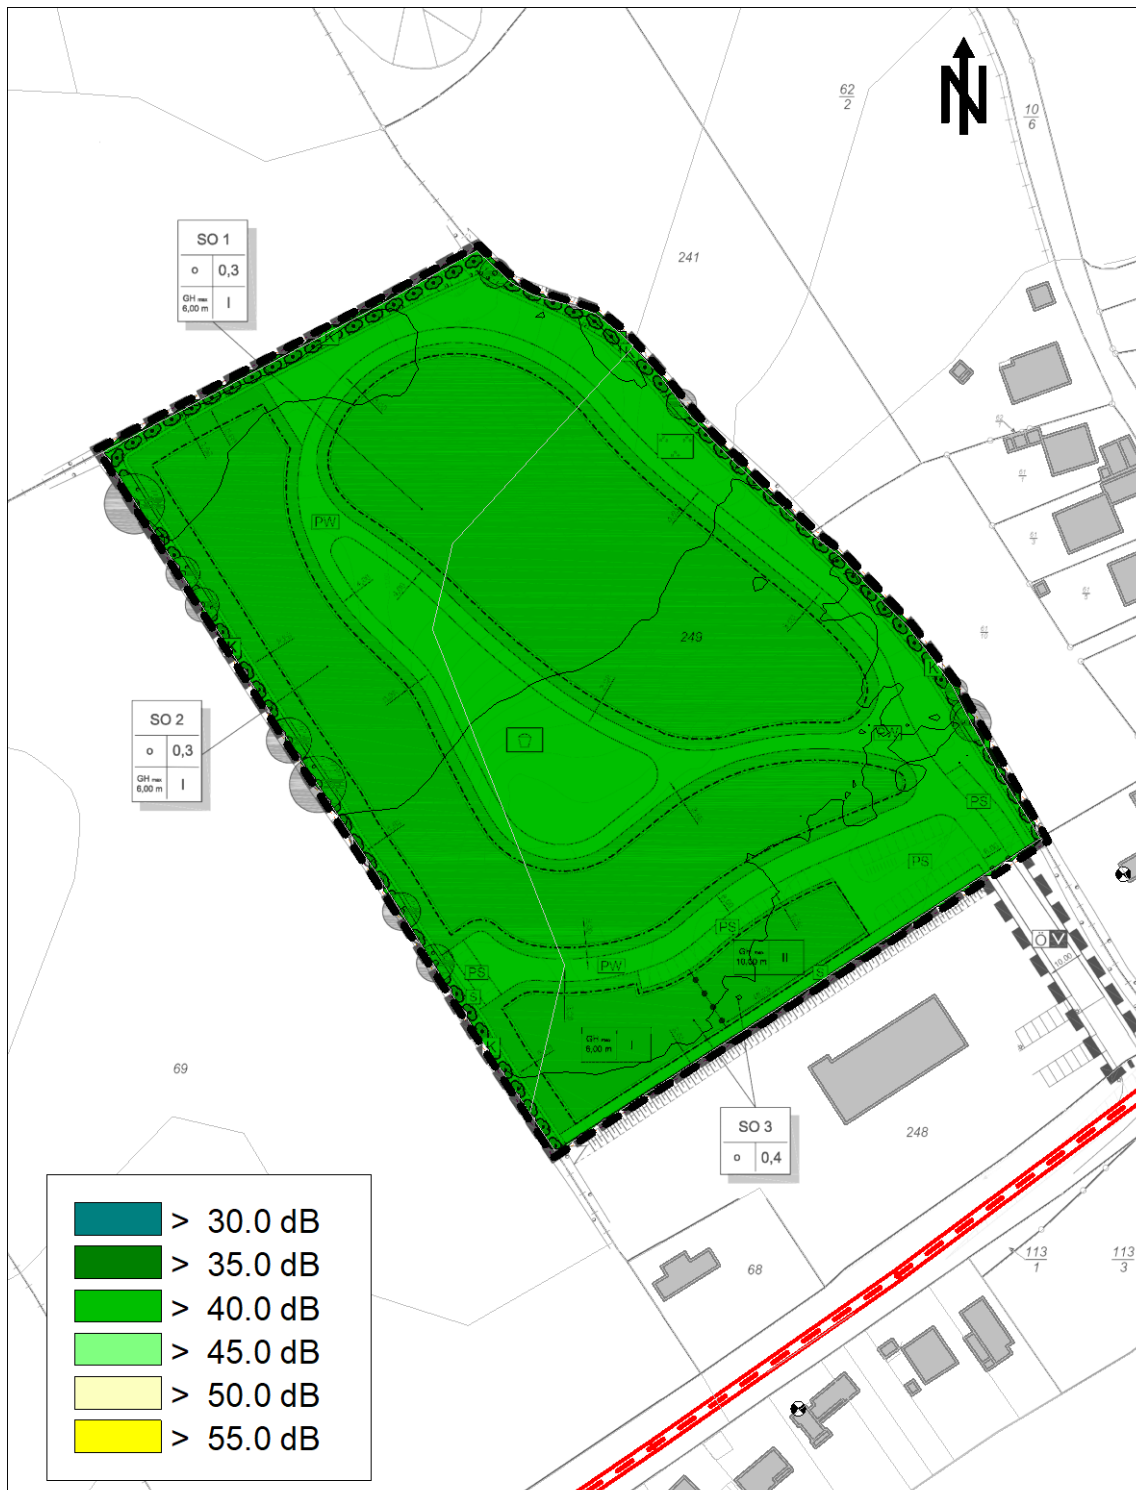 N
62
2
10
6
241
SO 1
o 0,3
GH max
6,00 m
I
PW
249
K
SO 2
o 0,3
GH max
6,00 m
I
PS
PS
PS
PW
GH max
10,00 m
II
PS
S
S
GH max
6,00 m
I
Ö V
10,00
69
SO 3
o 0,4
248
68
113
1
113
3
> 30.0 dB
> 35.0 dB
> 40.0 dB
> 45.0 dB
> 50.0 dB
> 55.0 dB